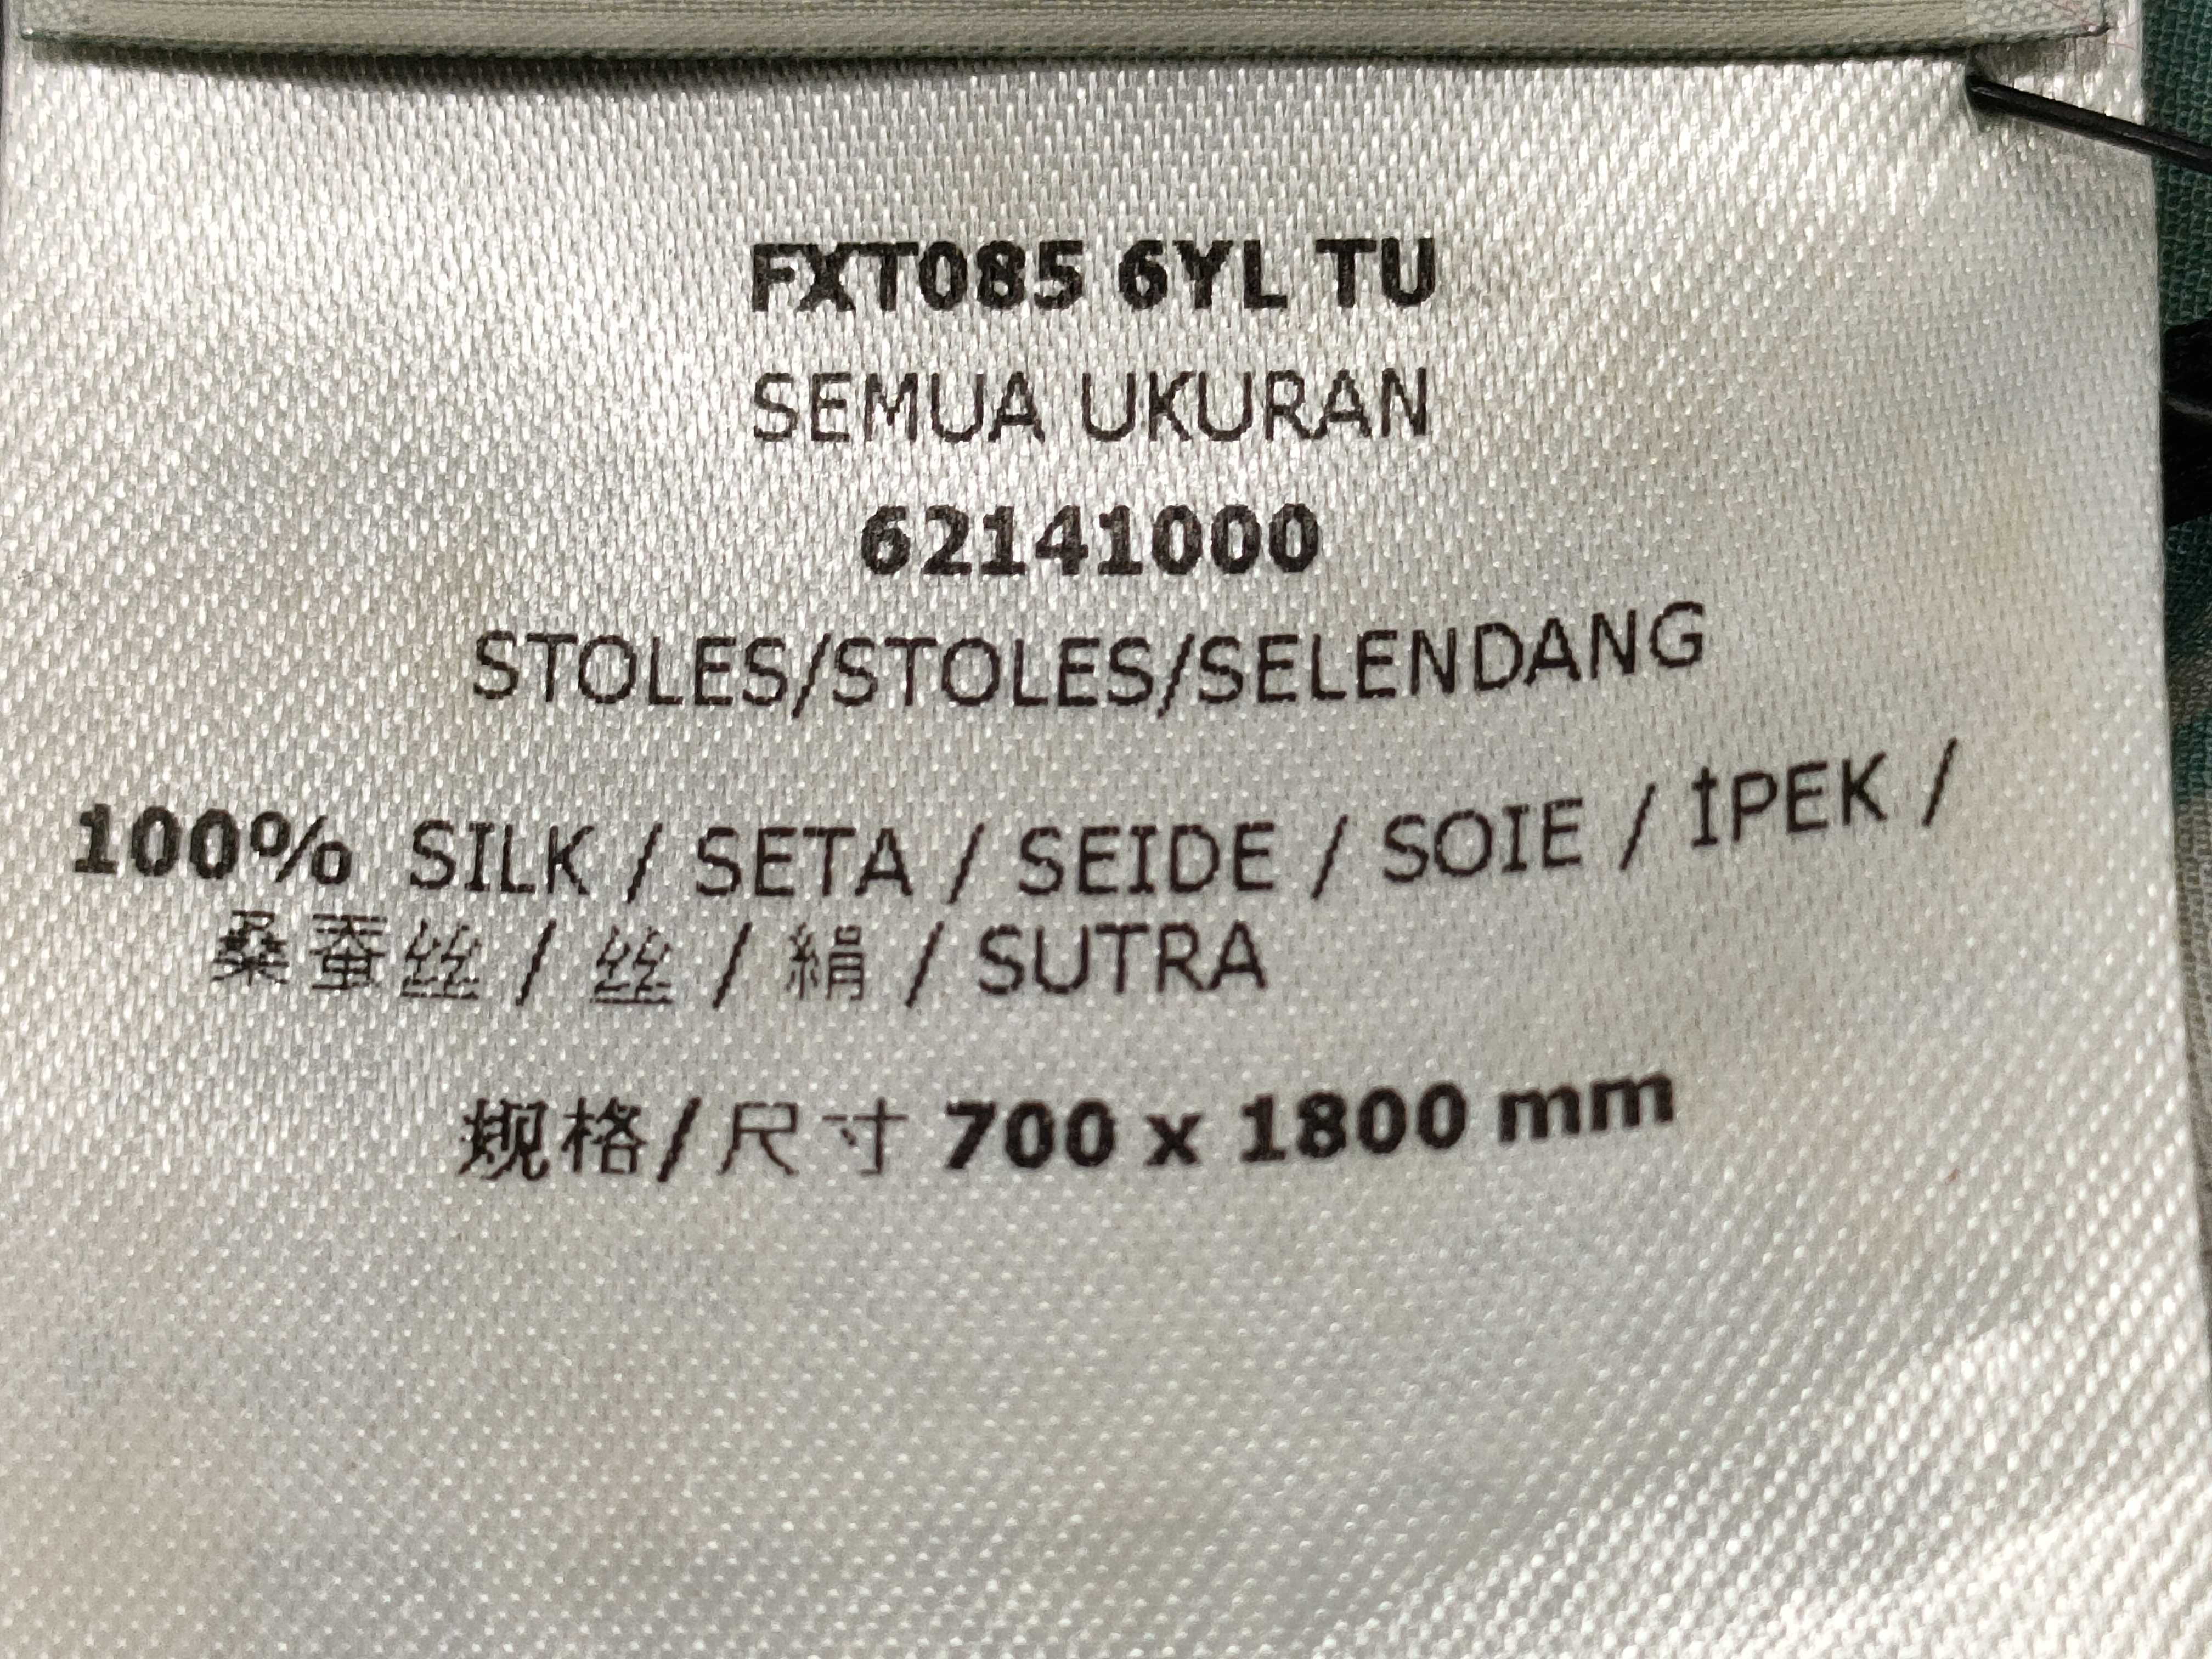 FXT085 6YL TU
SEMUA UKURAN
62141000
STOLES/STOLES/SELENDANG
100% SILK / SETA / SEIDE / SOIE / İPEK /
桑蚕丝 / 丝 / 絹 / SUTRA
规格/尺寸 700 x 1800 mm